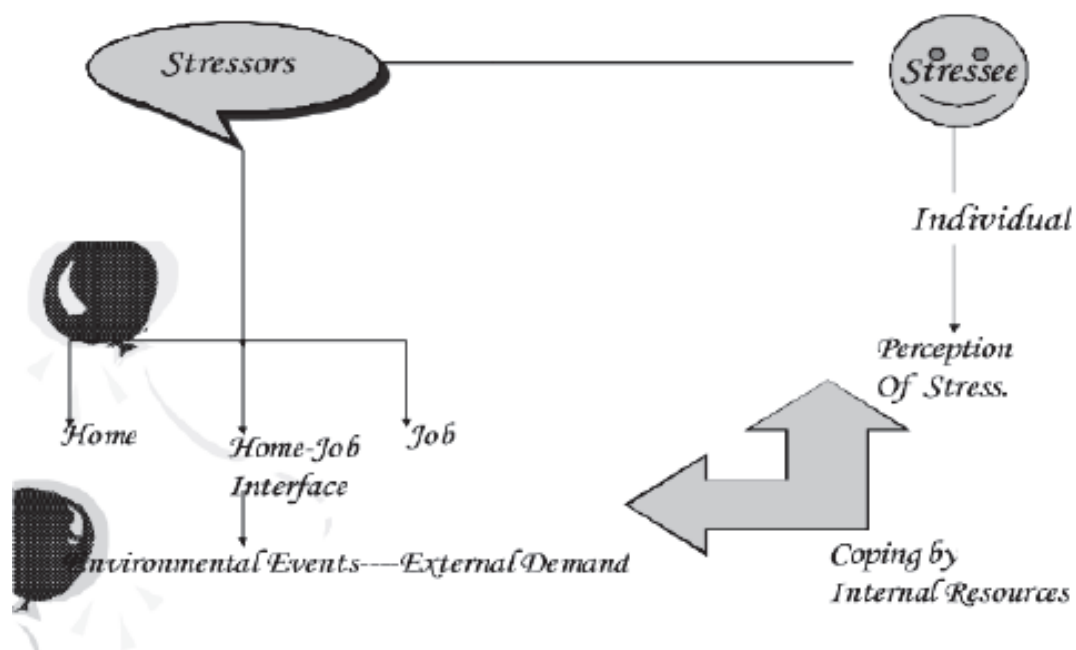 Stressors
Stressee
Individual
Perception
Of Stress.
Home
Home-Job
Interface
Job
Environmental Events----External Demand
Coping by
Internal Resources